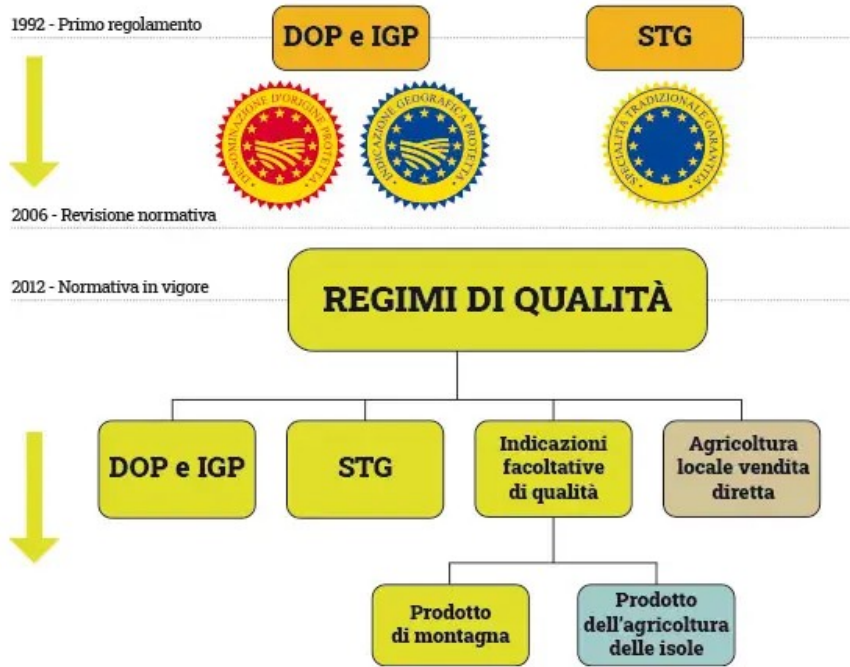 1992 - Primo regolamento
DOP e IGP
STG
DENOMINAZIONE D'ORIGINE PROTETTA
INDICAZIONE GEOGRAFICA PROTETTA
SPECIALITÀ TRADIZIONALE GARANTITA
2006 - Revisione normativa
2012 - Normativa in vigore
REGIMI DI QUALITÀ
DOP e IGP
STG
Indicazioni
facoltative
di qualità
Agricoltura
locale vendita
diretta
Prodotto
di montagna
Prodotto
dell'agricoltura
delle isole